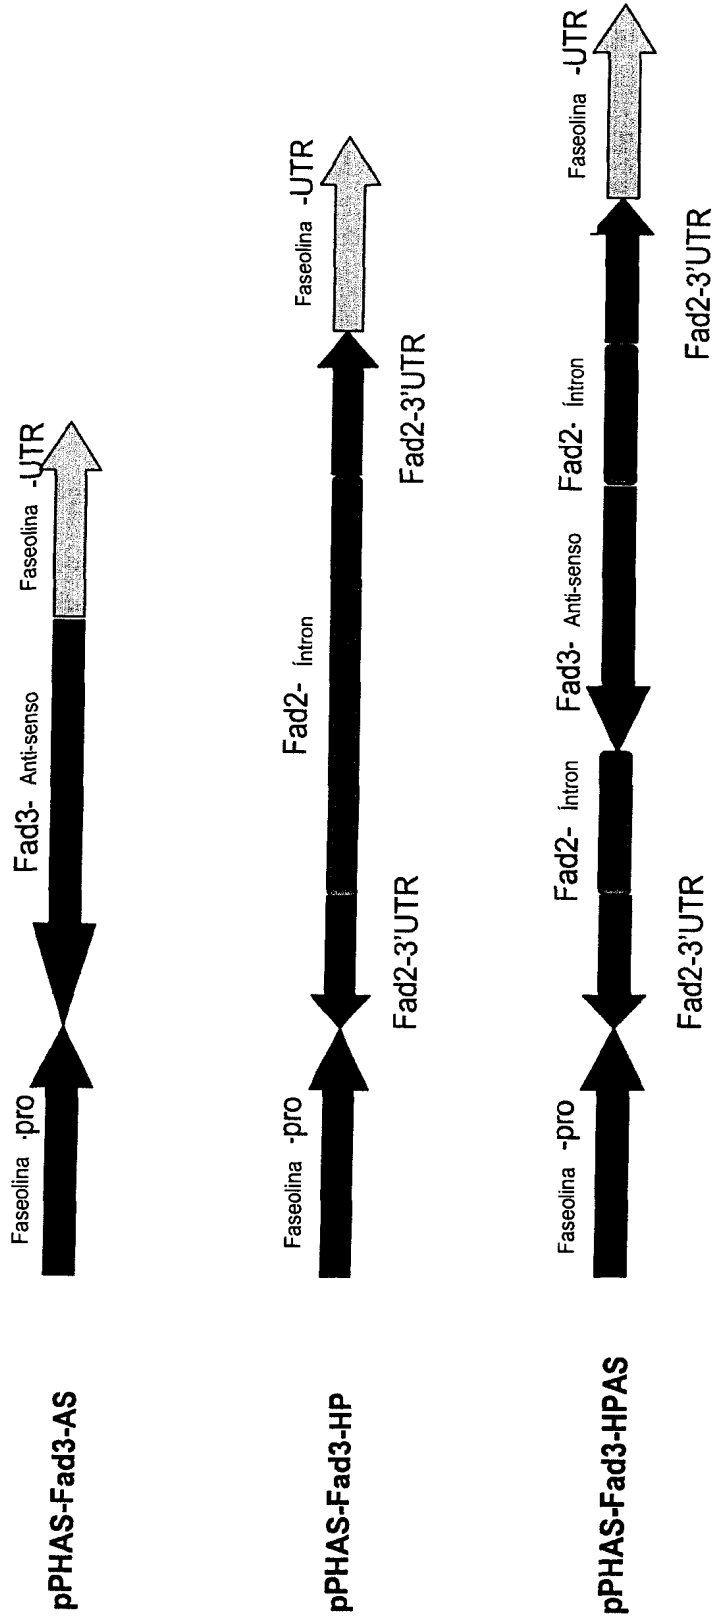 pPHAS-Fad3-AS
Faseolina -pro
Fad3- Anti-senso
Faseolina -UTR
pPHAS-Fad3-HP
Faseolina -pro
Fad2-3'UTR
Fad2- Íntron
Fad2-3'UTR
Faseolina -UTR
pPHAS-Fad3-HPAS
Faseolina -pro
Fad2-3'UTR
Fad2- Íntron
Fad3- Anti-senso
Fad2- Íntron
Fad2-3'UTR
Faseolina -UTR